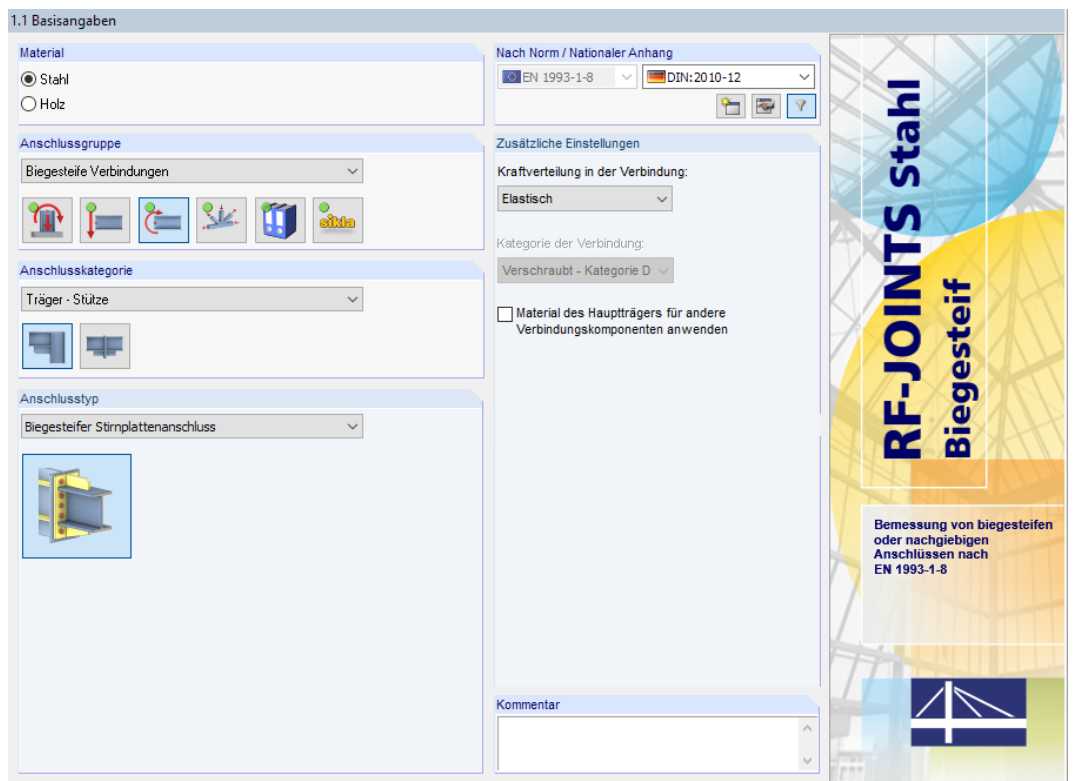 1.1 Basisangaben
Material
Stahl
Holz
Anschlussgruppe
Biegesteife Verbindungen
sikla
Anschlusskategorie
Träger - Stütze
Anschlusstyp
Biegesteifer Stirnplattenanschluss
Nach Norm / Nationaler Anhang
EN 1993-1-8
DIN:2010-12
Zusätzliche Einstellungen
Kraftverteilung in der Verbindung:
Elastisch
Kategorie der Verbindung:
Verschraubt - Kategorie D
Material des Hauptträgers für andere
Verbindungskomponenten anwenden
Kommentar
RF-JOINTS Stahl
Biegesteif
Bemessung von biegesteifen
oder nachgiebigen
Anschlüssen nach
EN 1993-1-8